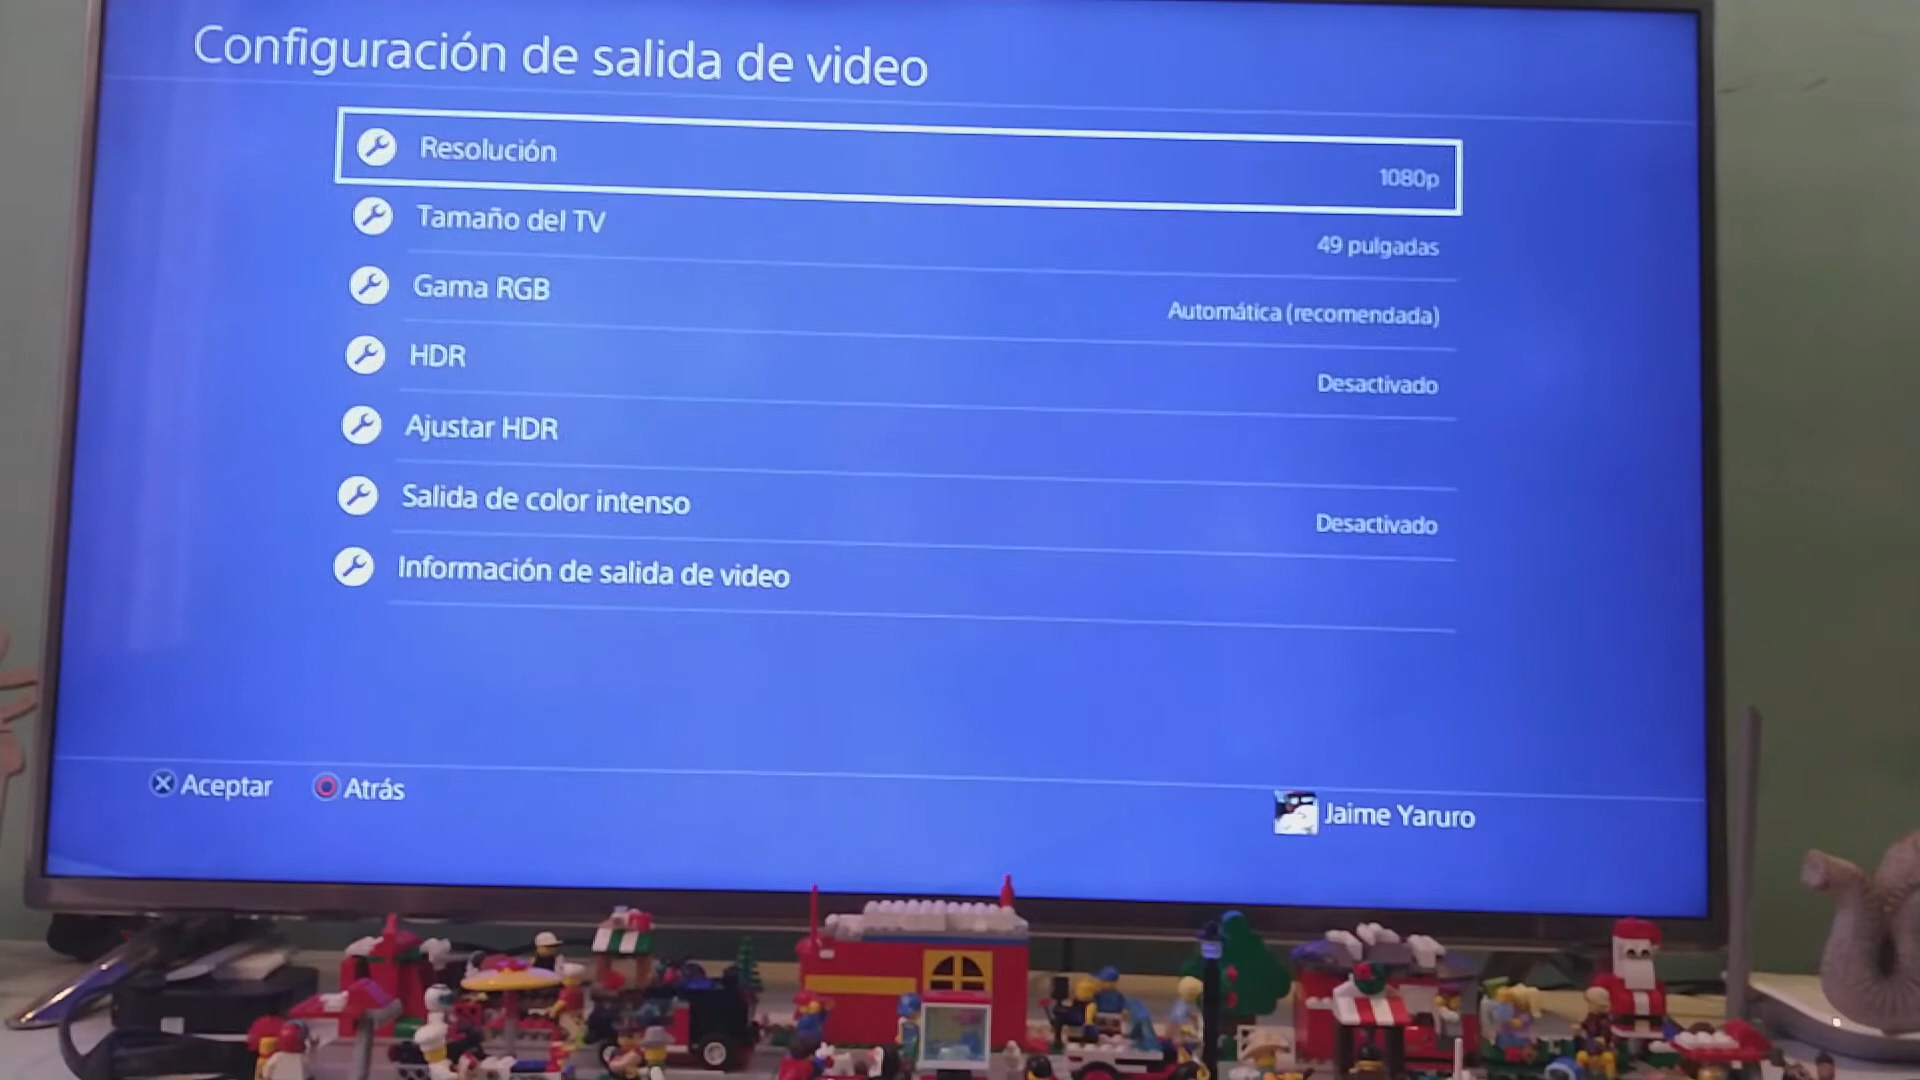 Configuración de salida de video
Resolución
1080p
Tamaño del TV
49 pulgadas
Gama RGB
Automática (recomendada)
HDR
Desactivado
Ajustar HDR
Salida de color intenso
Desactivado
Información de salida de video
Aceptar
Atrás
Jaime Yaruro